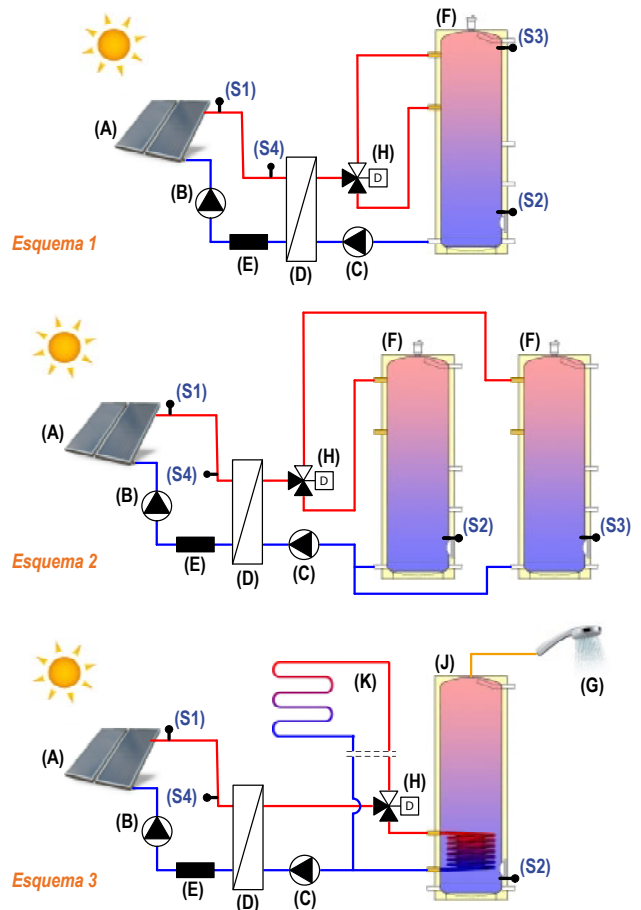 (F)
(S3)
(S1)
(A)
(S4)
(H)
D
(B)
(S2)
Esquema 1
(E)
(D)
(C)
(F)
(F)
(S1)
(A)
(H)
(S4)
D
(B)
(S2)
(S3)
Esquema 2
(E)
(D)
(C)
(J)
(K)
(G)
(S1)
(A)
(H)
(S4)
D
(B)
(S2)
Esquema 3
(E)
(D)
(C)